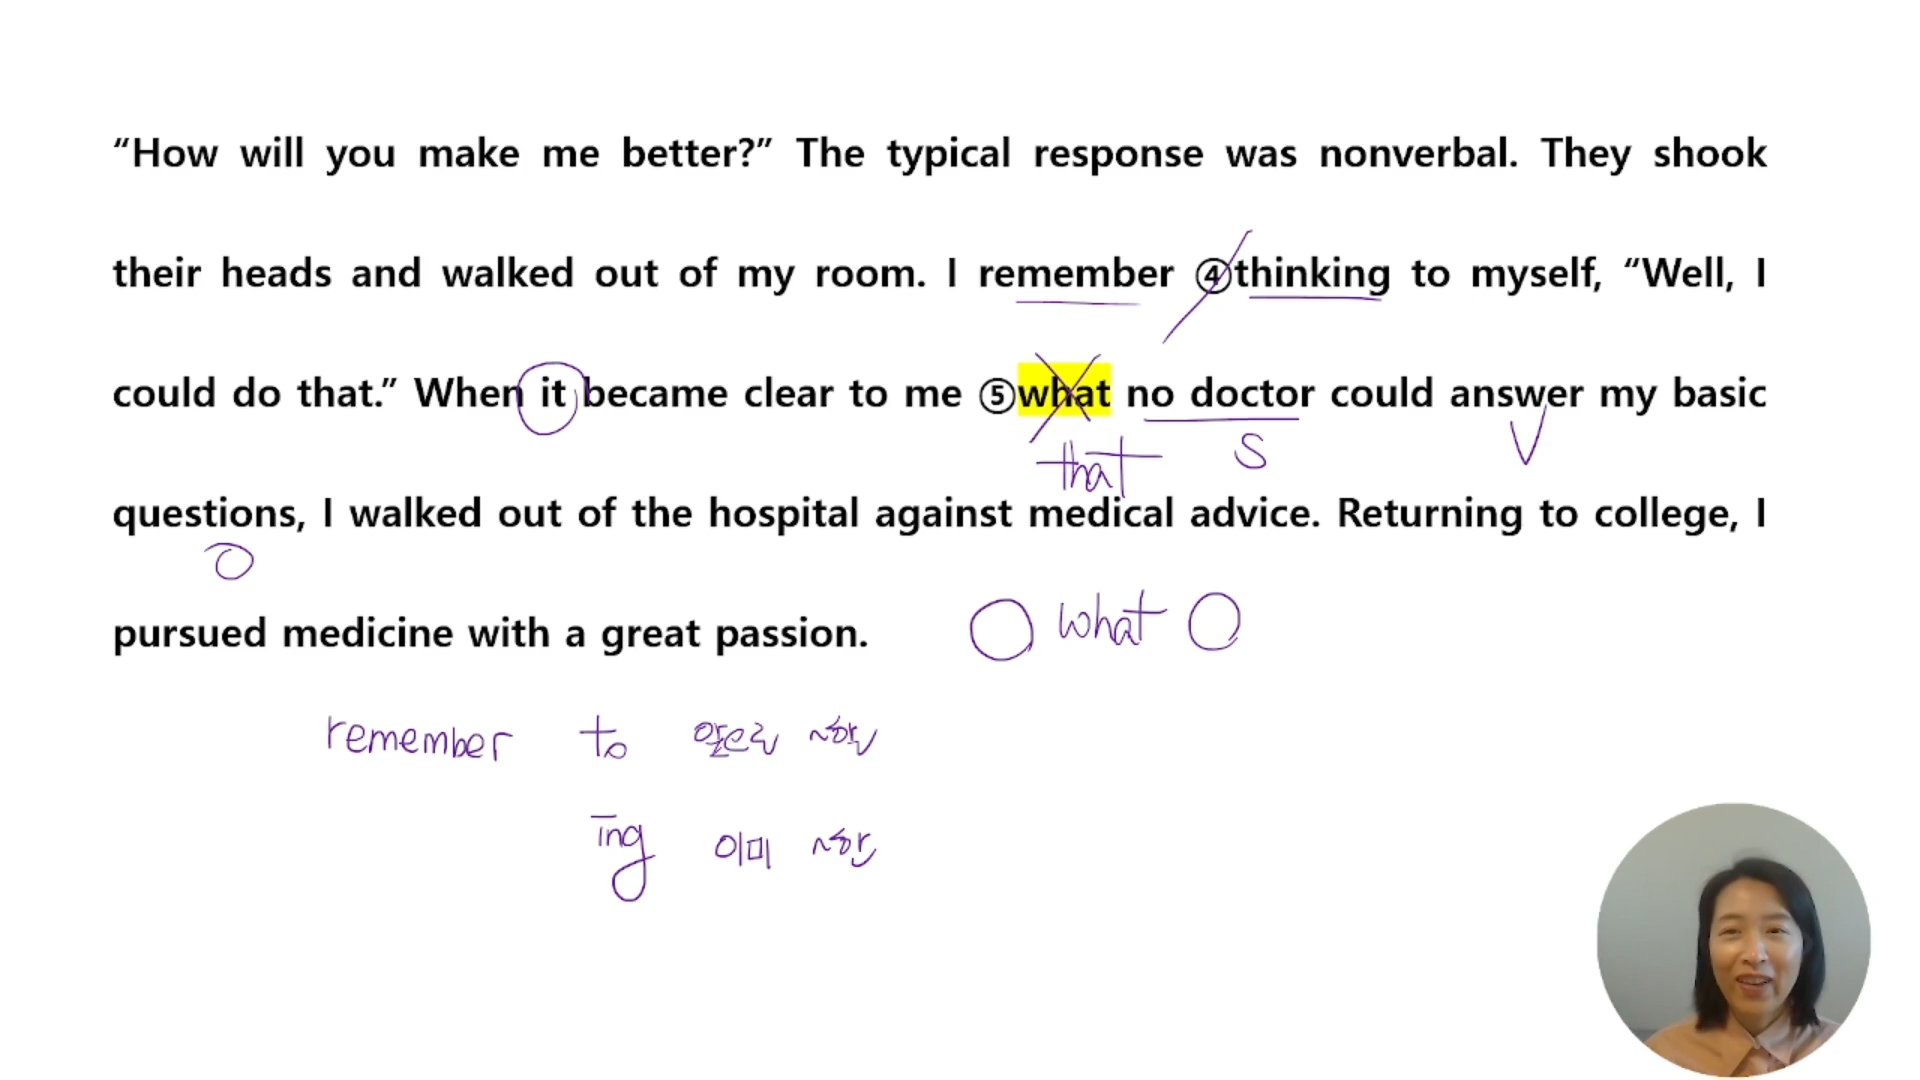 “How will you make me better?” The typical response was nonverbal. They shook
their heads and walked out of my room. I remember ④thinking to myself, “Well, I
could do that.” When it became clear to me ⑤what no doctor could answer my basic
that S V
questions, I walked out of the hospital against medical advice. Returning to college, I
O
pursued medicine with a great passion. ○ what ○
remember to 앞으로 ~할
ing 이미 ~한